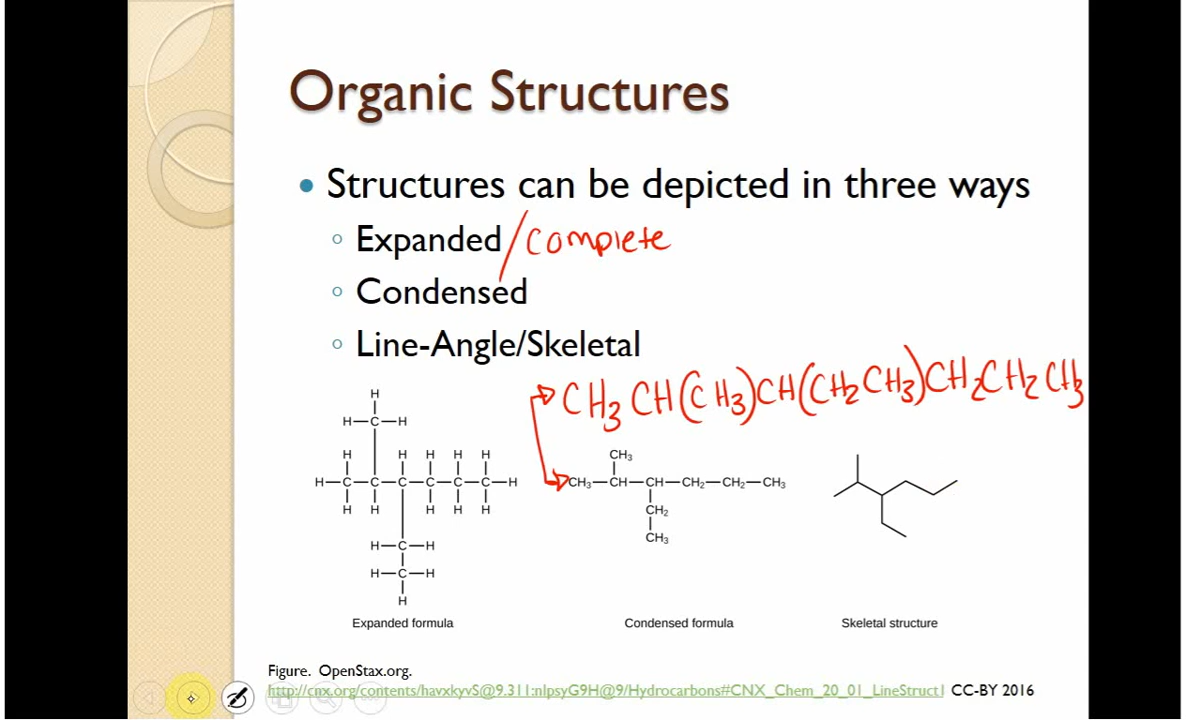 Organic Structures
• Structures can be depicted in three ways
◦ Expanded/complete
◦ Condensed
◦ Line-Angle/Skeletal
CH3 CH(CH3)CH(CH2CH3)CH2CH2CH3
H
H—C—H
H H H H H
H—C—C—C—C—C—C—H
H H H H H
H—C—H
H—C—H
H
Expanded formula
CH3
CH3—CH—CH—CH2—CH2—CH3
CH2
CH3
Condensed formula
Skeletal structure
Figure. OpenStax.org.
http://cnx.org/contents/havxkyvS@9.311:nlpsyG9H@9/Hydrocarbons#CNX_Chem_20_01_LineStruct1 CC-BY 2016